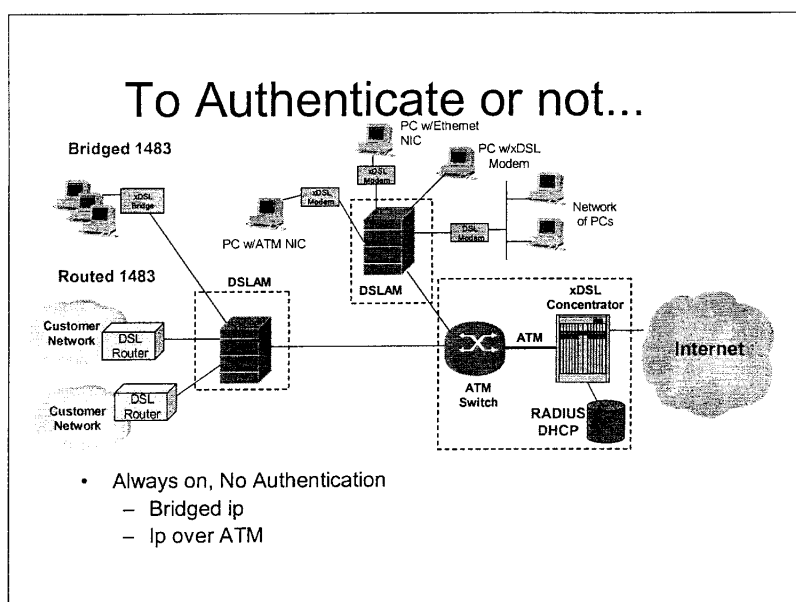 To Authenticate or not...
Bridged 1483
xDSL
Bridge
PC w/Ethernet
NIC
xDSL
Modem
PC w/xDSL
Modem
xDSL
Modem
PC w/ATM NIC
DSL
Modem
Network
of PCs
Routed 1483
DSLAM
DSLAM
Customer
Network
DSL
Router
Customer
Network
DSL
Router
ATM
Switch
ATM
xDSL
Concentrator
RADIUS
DHCP
Internet
• Always on, No Authentication
– Bridged ip
– Ip over ATM